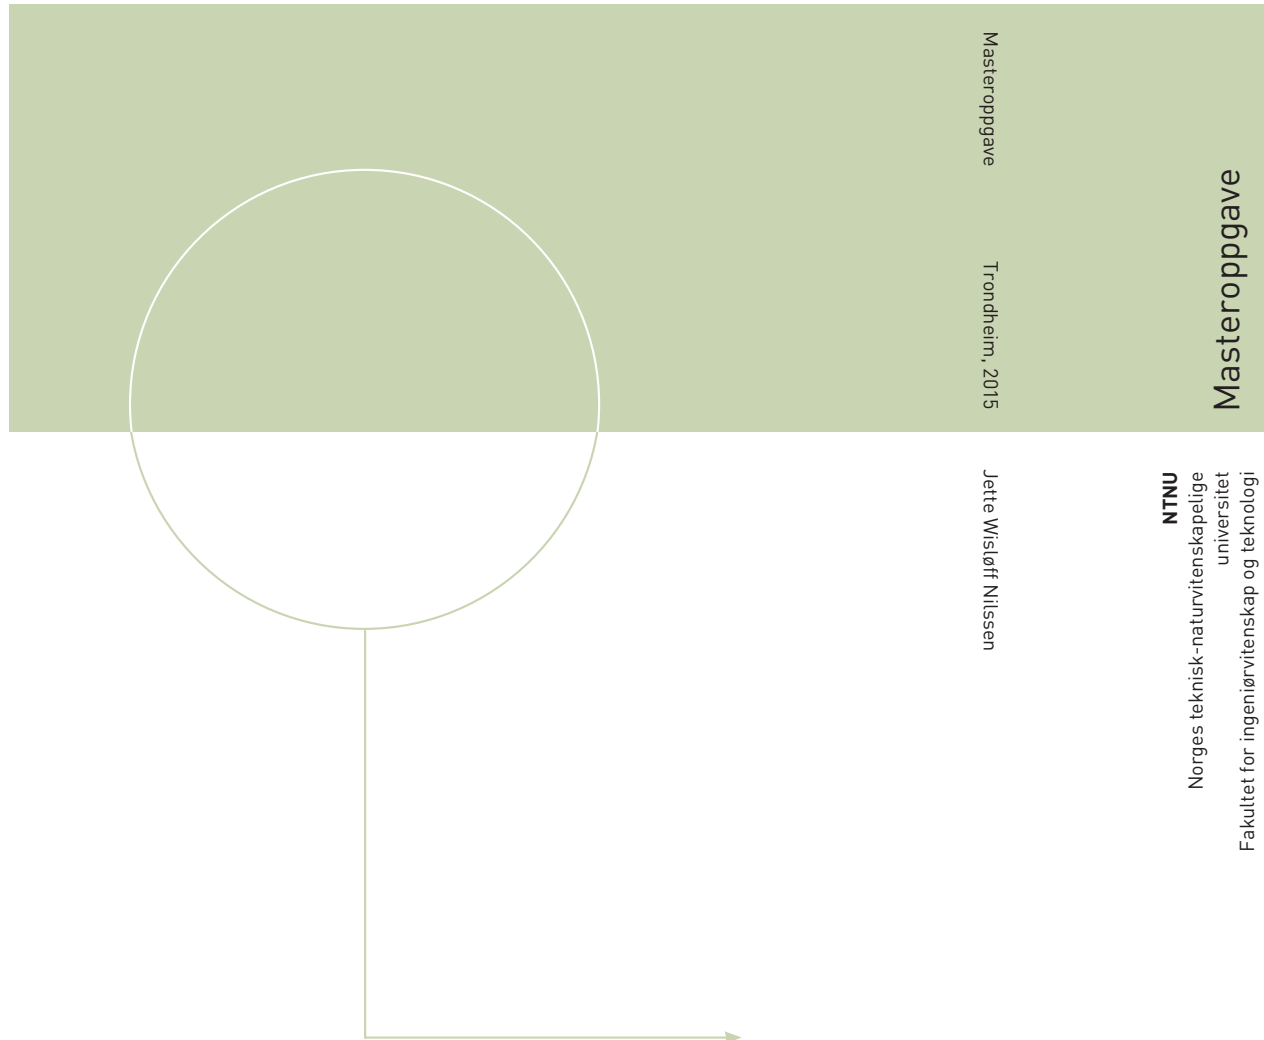 Masteroppgave
Trondheim, 2015
Jette Wisløff Nilssen
Masteroppgave
NTNU
Norges teknisk-naturvitenskapelige
universitet
Fakultet for ingeniørvitenskap og teknologi